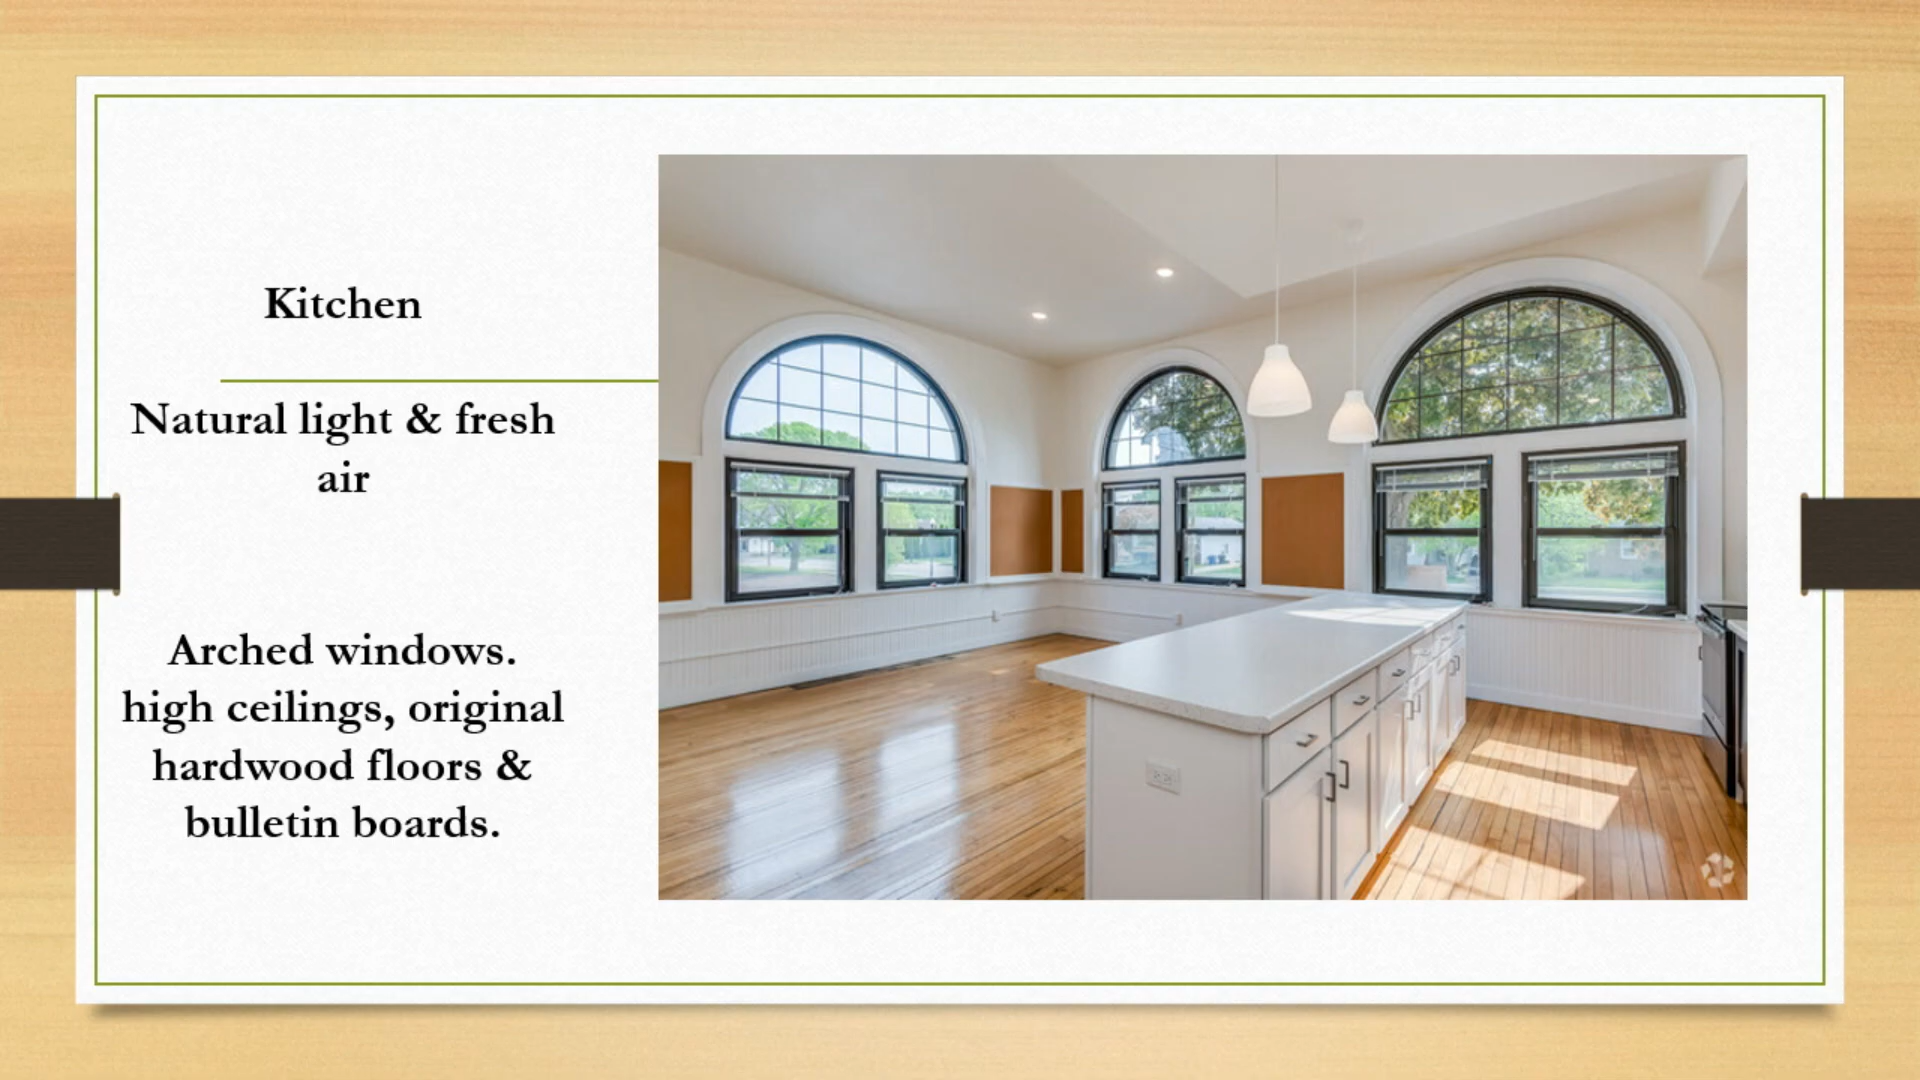 Kitchen
Natural light & fresh
air
Arched windows.
high ceilings, original
hardwood floors &
bulletin boards.